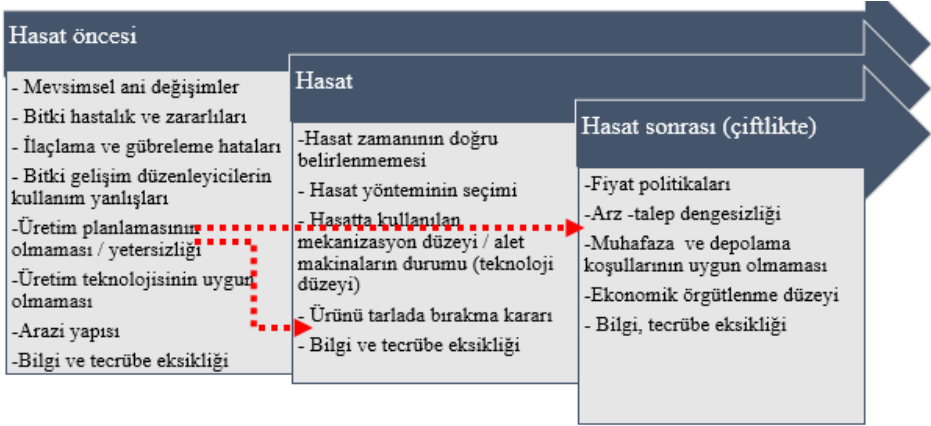 Hasat öncesi
- Mevsimsel ani değişimler
- Bitki hastalık ve zararlıları
- İlaçlama ve gübreleme hataları
- Bitki gelişim düzenleyicilerin
kullanım yanlışları
-Üretim planlamasının
olmaması / yetersizliği
-Üretim teknolojisinin uygun
olmaması
-Arazi yapısı
-Bilgi ve tecrübe eksikliği
Hasat
-Hasat zamanının doğru
belirlenmemesi
- Hasat yönteminin seçimi
- Hasatta kullanılan
mekanizasyon düzeyi / alet
makinaların durumu (teknoloji
düzeyi)
- Ürünü tarlada bırakma kararı
- Bilgi ve tecrübe eksikliği
Hasat sonrası (çiftlikte)
-Fiyat politikaları
-Arz -talep dengesizliği
-Muhafaza ve depolama
koşullarının uygun olmaması
-Ekonomik örgütlenme düzeyi
- Bilgi, tecrübe eksikliği